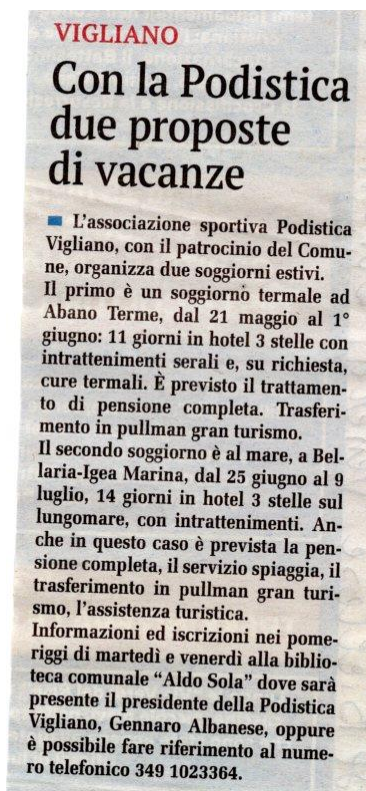 VIGLIANO
Con la Podistica
due proposte
di vacanze
L'associazione sportiva Podistica
Vigliano, con il patrocinio del Comu-
ne, organizza due soggiorni estivi.
Il primo è un soggiorno termale ad
Abano Terme, dal 21 maggio al 1°
giugno: 11 giorni in hotel 3 stelle con
intrattenimenti serali e, su richiesta,
cure termali. È previsto il trattamen-
to di pensione completa. Trasferi-
mento in pullman gran turismo.
Il secondo soggiorno è al mare, a Bel-
laria-Igea Marina, dal 25 giugno al 9
luglio, 14 giorni in hotel 3 stelle sul
lungomare, con intrattenimenti. An-
che in questo caso è prevista la pen-
sione completa, il servizio spiaggia, il
trasferimento in pullman gran turi-
smo, l'assistenza turistica.
Informazioni ed iscrizioni nei pome-
riggi di martedì e venerdì alla biblio-
teca comunale “Aldo Sola” dove sarà
presente il presidente della Podistica
Vigliano, Gennaro Albanese, oppure
è possibile fare riferimento al nume-
ro telefonico 349 1023364.